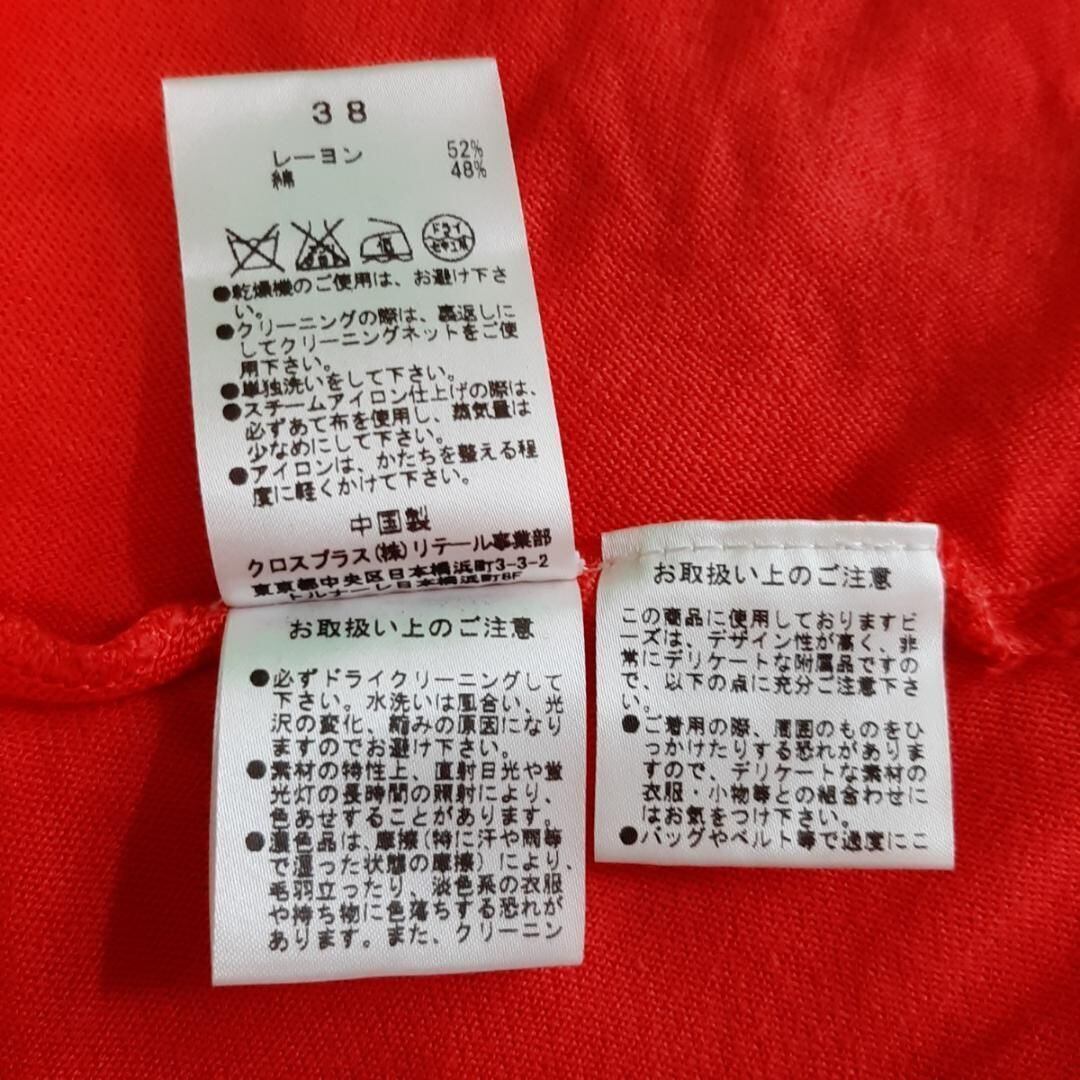 38
レーヨン 52%
綿 48%
低
ドライ
セキユ系
●乾燥機のご使用は、お避け下さ
い。
●クリーニングの際は、裏返しに
してクリーニングネットをご使
用下さい。
●単独洗いをして下さい。
●スチームアイロン仕上げの際は、
必ずあて布を使用し、蒸気量は
少なめにして下さい。
●アイロンは、かたちを整える程
度に軽くかけて下さい。
中国製
クロスプラス(株)リテール事業部
東京都中央区日本橋浜町3-3-2
トルナーレ日本橋浜町8F
お取扱い上のご注意
●必ずドライクリーニングして
下さい。水洗いは風合い、光
沢の変化、縮みの原因になり
ますのでお避け下さい。
●素材の特性上、直射日光や蛍
光灯の長時間の照射により、
色あせすることがあります。
●濃色品は、摩擦(特に汗や雨等
で湿った状態の摩擦)により、
毛羽立ったり、淡色系の衣服
や持ち物に色落ちする恐れが
あります。また、クリーニン
お取扱い上のご注意
この商品に使用しておりますビ
ーズは、デザイン性が高く、非
常にデリケートな附属品ですの
で、以下の点に充分ご注意下さ
い。
●ご着用の際、周囲のものをひ
っかけたりする恐れがありま
すので、デリケートな素材の
衣服・小物等との組合わせに
はお気をつけ下さい。
●バッグやベルト等で過度にこ